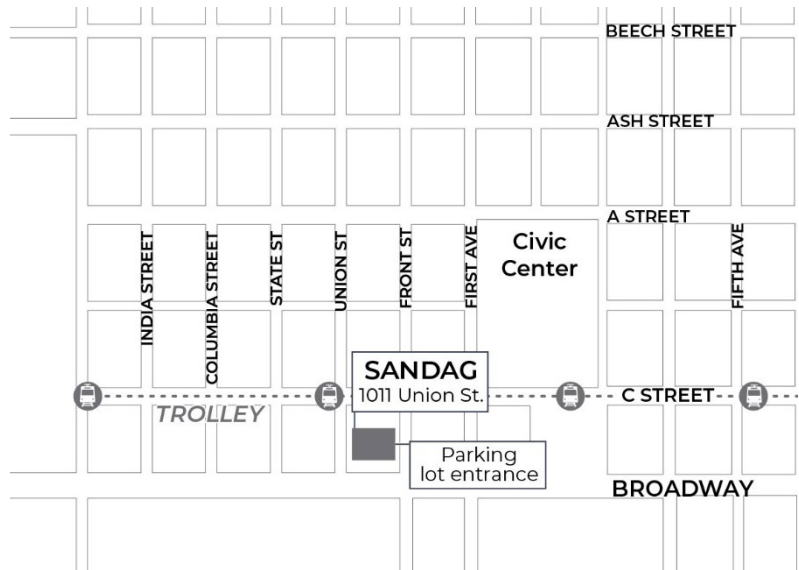 BEECH STREET
ASH STREET
A STREET
INDIA STREET
COLUMBIA STREET
STATE ST
UNION ST
FRONT ST
FIRST AVE
Civic
Center
FIFTH AVE
SANDAG
1011 Union St.
C STREET
TROLLEY
Parking
lot entrance
BROADWAY